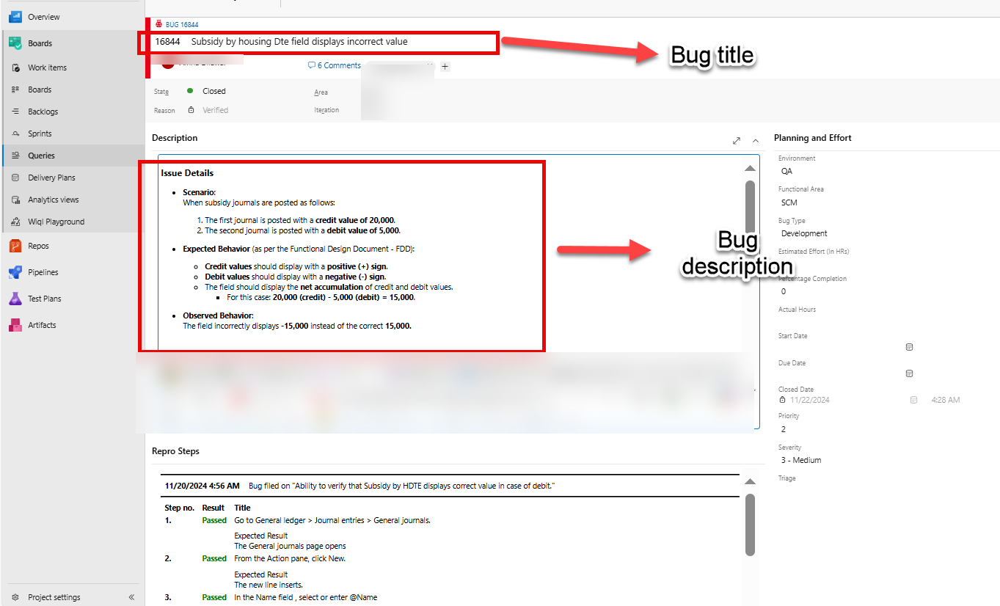 Overview
Boards
Work items
Boards
Backlogs
Sprints
Queries
Delivery Plans
Analytics views
Wiql Playground
Repos
Pipelines
Test Plans
Artifacts
Project settings
BUG 16844
16844 Subsidy by housing Dte field displays incorrect value
Bug title
6 Comments
State Closed
Area
Reason Verified
Iteration
Description
Issue Details
• Scenario:
When subsidy journals are posted as follows:
1. The first journal is posted with a credit value of 20,000.
2. The second journal is posted with a debit value of 5,000.
• Expected Behavior (as per the Functional Design Document - FDD):
Credit values should display with a positive (+) sign.
Debit values should display with a negative (-) sign.
The field should display the net accumulation of credit and debit values.
For this case: 20,000 (credit) - 5,000 (debit) = 15,000.
• Observed Behavior:
The field incorrectly displays -15,000 instead of the correct 15,000.
Bug
description
Repro Steps
11/20/2024 4:56 AM Bug filed on "Ability to verify that Subsidy by HDTE displays correct value in case of debit."
Step no. Result Title
1. Passed Go to General ledger > Journal entries > General journals.
Expected Result
The General journals page opens
2. Passed From the Action pane, click New.
Expected Result
The new line inserts.
3. Passed In the Name field , select or enter @Name
Planning and Effort
Environment
QA
Functional Area
SCM
Bug Type
Development
Estimated Effort (In HRs)
Percentage Completion
0
Actual Hours
Start Date
Due Date
Closed Date
11/22/2024 4:28 AM
Priority
2
Severity
3 - Medium
Triage